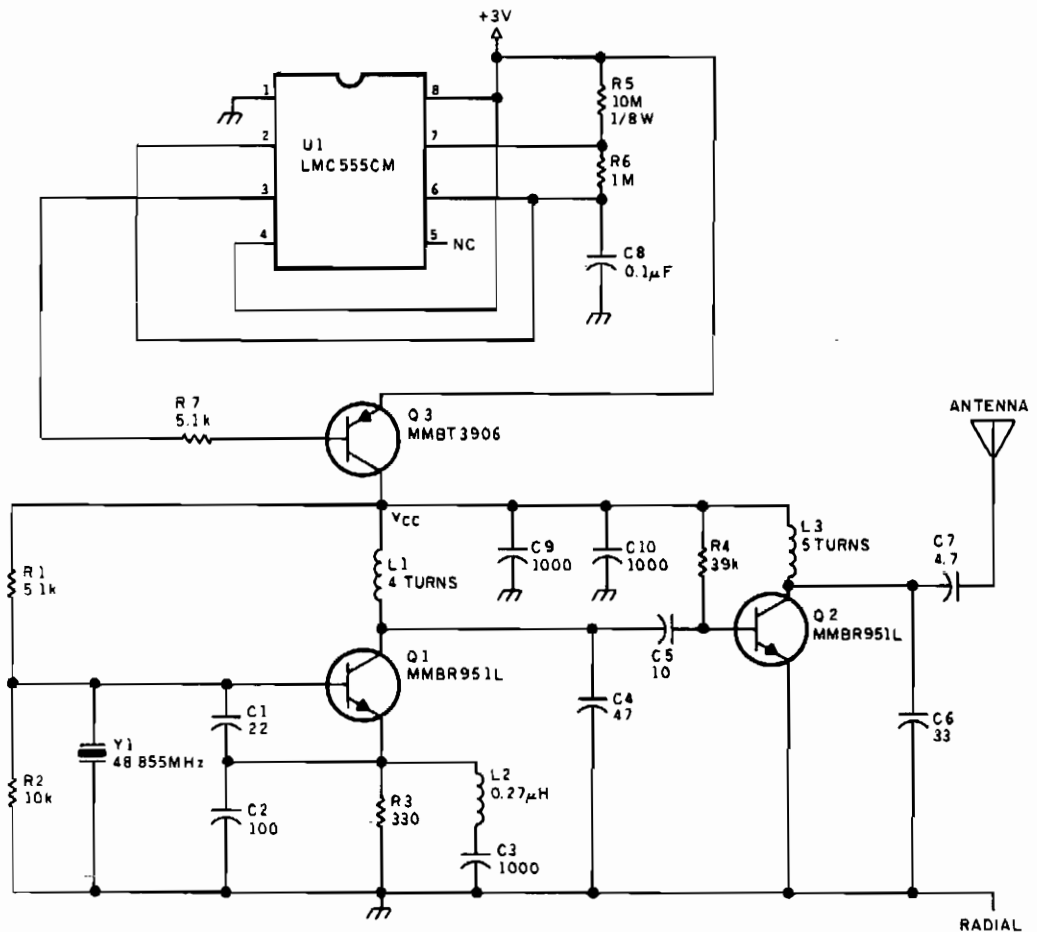 +3V
R5
10M
1/8W
1
8
2
U1
LMC555CM
7
R6
1M
3
6
4
5
NC
C8
0.1µF
R7
5.1k
Q3
MMBT3906
ANTENNA
VCC
L1
4 TURNS
C9
1000
C10
1000
R4
39k
L3
5 TURNS
C7
4.7
R1
5.1k
Q1
MMBR951L
C5
10
Q2
MMBR951L
C1
22
C4
47
C6
33
Y1
48 855MHz
R2
10k
C2
100
R3
330
L2
0.27µH
C3
1000
RADIAL